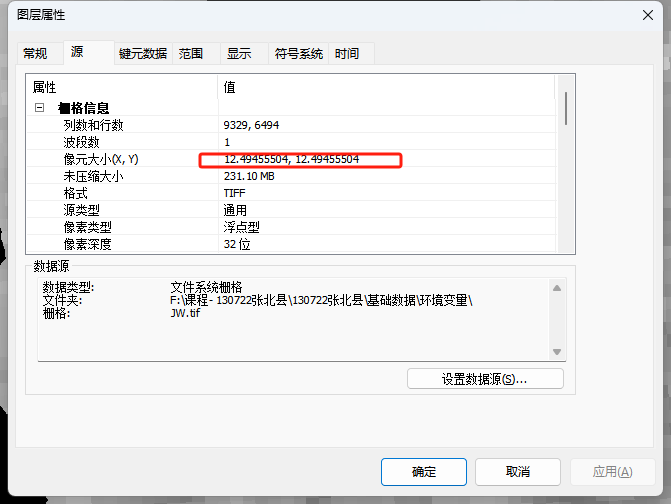 图层属性
常规 源 键元数据 范围 显示 符号系统 时间
属性 值
栅格信息
列数和行数 9329, 6494
波段数 1
像元大小(X, Y) 12.49455504, 12.49455504
未压缩大小 231.10 MB
格式 TIFF
源类型 通用
像素类型 浮点型
像素深度 32 位
数据源
数据类型: 文件系统栅格
文件夹: F:\课程- 130722张北县\130722张北县\基础数据\环境变量\
栅格: JW.tif
设置数据源(S)...
确定 取消 应用(A)